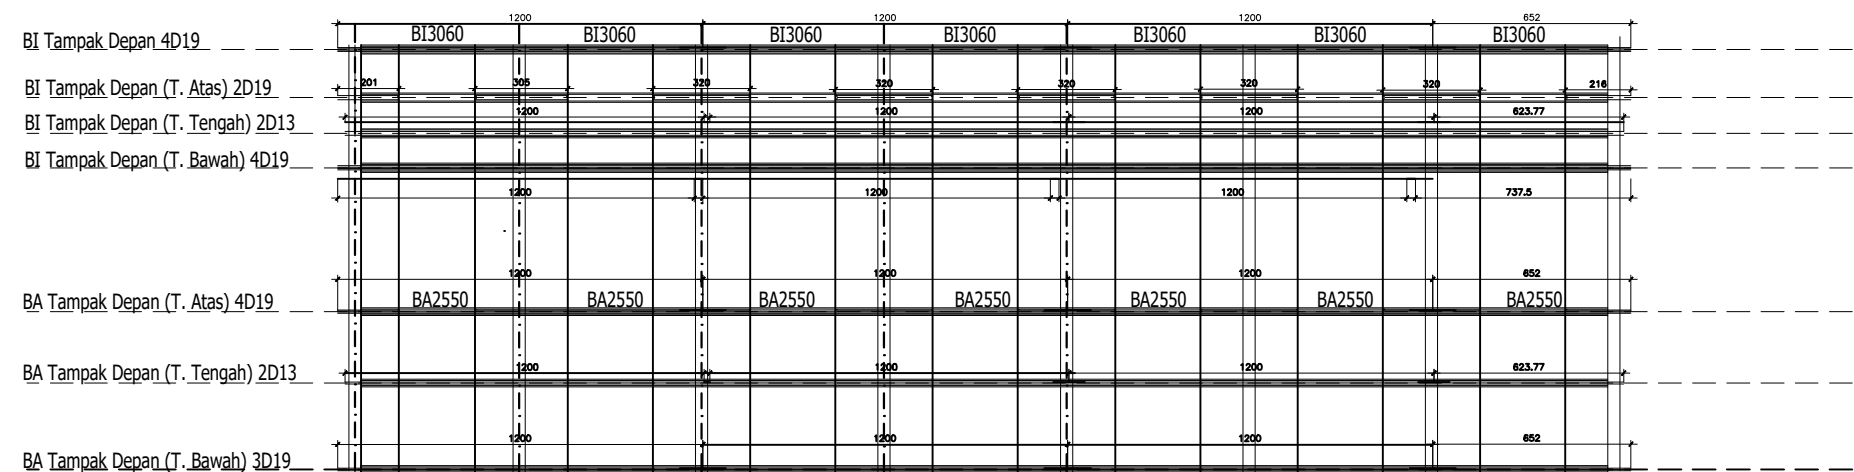 1200 1200 1200 652
BI3060 BI3060 BI3060 BI3060 BI3060 BI3060 BI3060
BI Tampak Depan 4D19
201 305 320 320 320 320 320 216
BI Tampak Depan (T. Atas) 2D19
1200 1200 1200 623.77
BI Tampak Depan (T. Tengah) 2D13
BI Tampak Depan (T. Bawah) 4D19
1200 1200 1200 737.5
1200 1200 1200 652
BA Tampak Depan (T. Atas) 4D19
BA2550 BA2550 BA2550 BA2550 BA2550 BA2550 BA2550
1200 1200 1200 623.77
BA Tampak Depan (T. Tengah) 2D13
1200 1200 1200 652
BA Tampak Depan (T. Bawah) 3D19